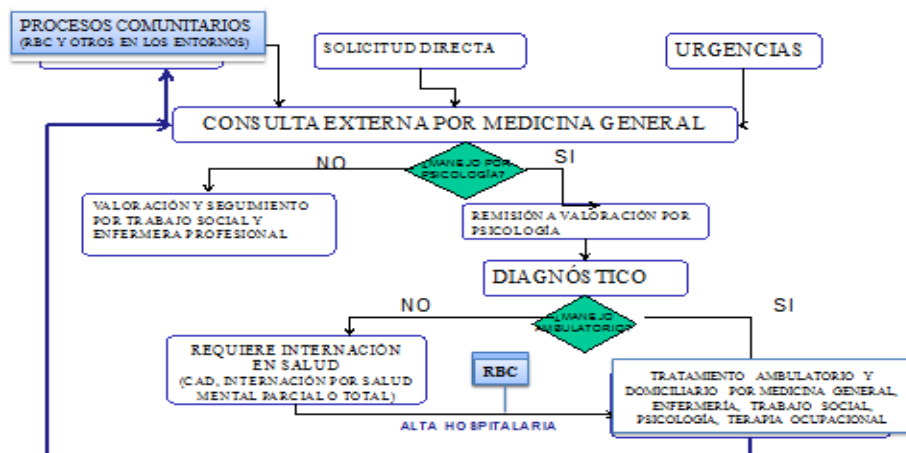 PROCESOS COMUNITARIOS
(RBC Y OTROS EN LOS ENTORNOS)
SOLICITUD DIRECTA
URGENCIAS
CONSULTA EXTERNA POR MEDICINA GENERAL
NO
¿MANEJO POR
PSICOLOGÍA?
SI
VALORACIÓN Y SEGUIMIENTO
POR TRABAJO SOCIAL Y
ENFERMERA PROFESIONAL
REMISIÓN A VALORACIÓN POR
PSICOLOGÍA
DIAGNÓSTICO
NO
¿MANEJO
AMBULATORIO?
SI
REQUIERE INTERNACIÓN
EN SALUD
(CAD, INTERNACIÓN POR SALUD
MENTAL PARCIAL O TOTAL)
RBC
ALTA HOSPITALARIA
TRATAMIENTO AMBULATORIO Y
DOMICILIARIO POR MEDICINA GENERAL,
ENFERMERÍA, TRABAJO SOCIAL,
PSICOLOGÍA, TERAPIA OCUPACIONAL